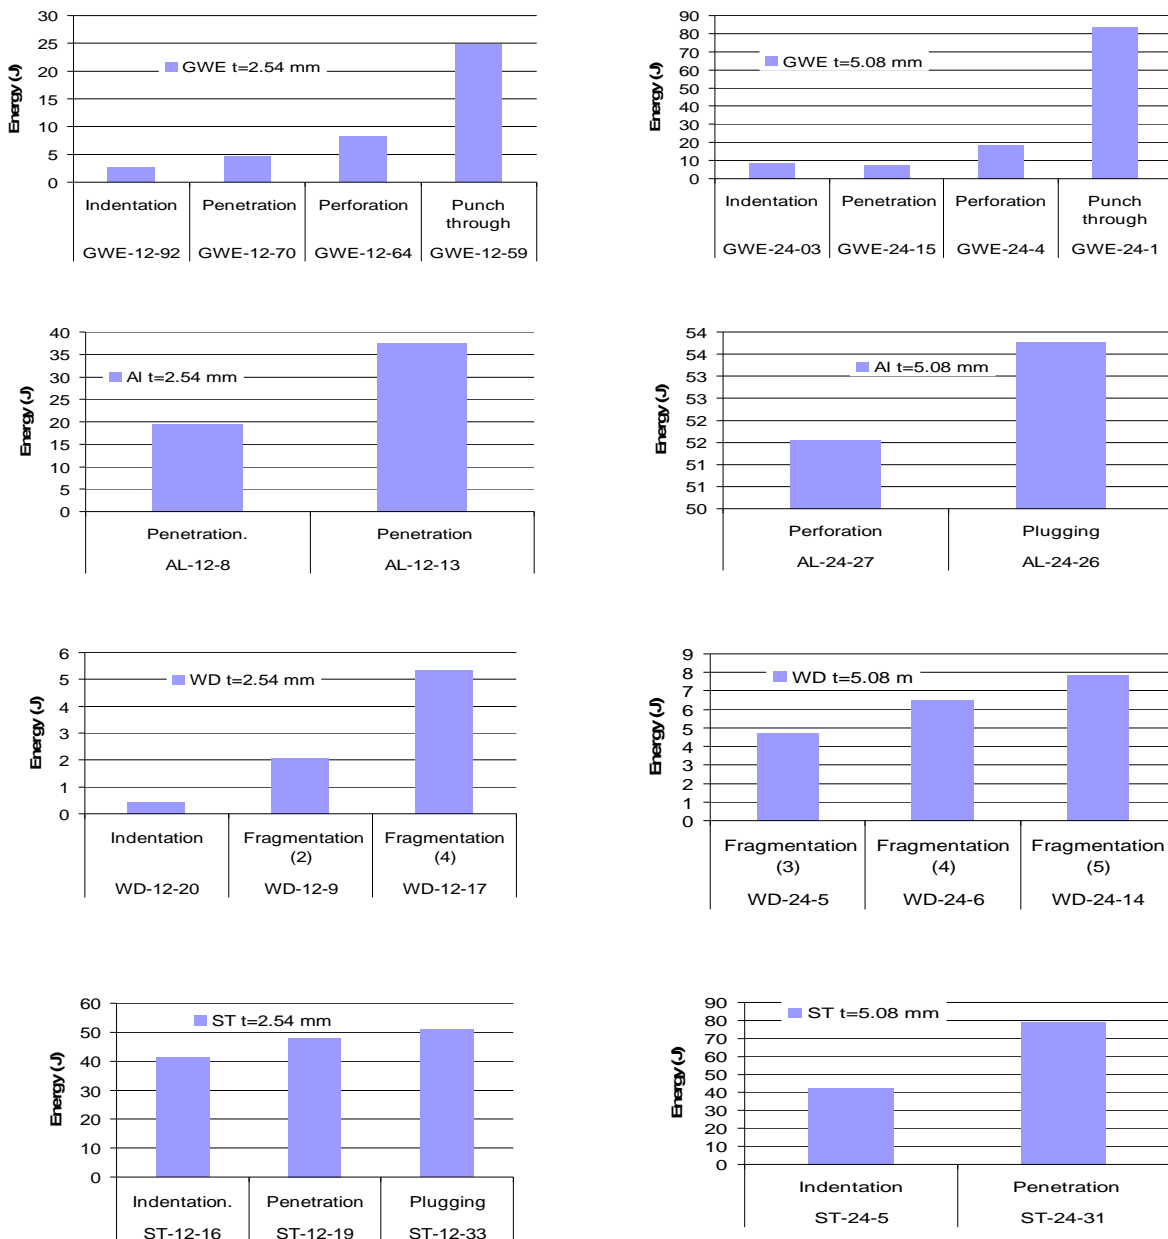 30
25
20
15
10
5
0
Energy (J)
GWE t=2.54 mm
Indentation Penetration Perforation Punch
through
GWE-12-92 GWE-12-70 GWE-12-64 GWE-12-59
90
80
70
60
50
40
30
20
10
0
Energy (J)
GWE t=5.08 mm
Indentation Penetration Perforation Punch
through
GWE-24-03 GWE-24-15 GWE-24-4 GWE-24-1
40
35
30
25
20
15
10
5
0
Energy (J)
Al t=2.54 mm
Penetration. Penetration
AL-12-8 AL-12-13
54
54
53
53
52
52
51
51
50
Energy (J)
Al t=5.08 mm
Perforation Plugging
AL-24-27 AL-24-26
6
5
4
3
2
1
0
Energy (J)
WD t=2.54 mm
Indentation Fragmentation Fragmentation
(2) (4)
WD-12-20 WD-12-9 WD-12-17
9
8
7
6
5
4
3
2
1
0
Energy (J)
WD t=5.08 m
Fragmentation Fragmentation Fragmentation
(3) (4) (5)
WD-24-5 WD-24-6 WD-24-14
60
50
40
30
20
10
0
Energy (J)
ST t=2.54 mm
Indentation. Penetration Plugging
ST-12-16 ST-12-19 ST-12-33
90
80
70
60
50
40
30
20
10
0
Energy (J)
ST t=5.08 mm
Indentation Penetration
ST-24-5 ST-24-31